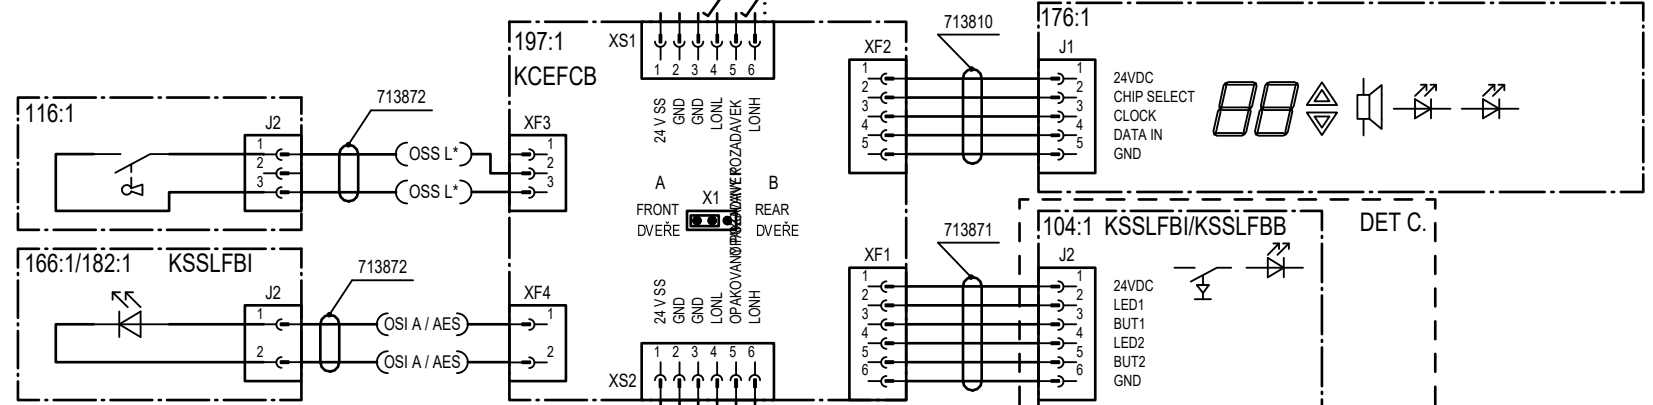 116:1
J2
1
2
3
713872
OSS L*
OSS L*
166:1/182:1 KSSLFBI
J2
1
2
713872
OSI A / AES
OSI A / AES
197:1
KCEFCB
XF3
1
2
3
XF4
1
2
XS1
1 2 3 4 5 6
24 V SS
GND
GND
LONL
LONH
A
FRONT
DVEŘE
X1
B
REAR
DVEŘE
24 V SS
GND
GND
LONL
LONH
1 2 3 4 5 6
XS2
XF2
1
2
3
4
5
713810
XF1
1
2
3
4
5
6
713871
176:1
J1
1
2
3
4
5
24VDC
CHIP SELECT
CLOCK
DATA IN
GND
88
DET C.
104:1 KSSLFBI/KSSLFBB
J2
1
2
3
4
5
6
24VDC
LED1
BUT1
LED2
BUT2
GND